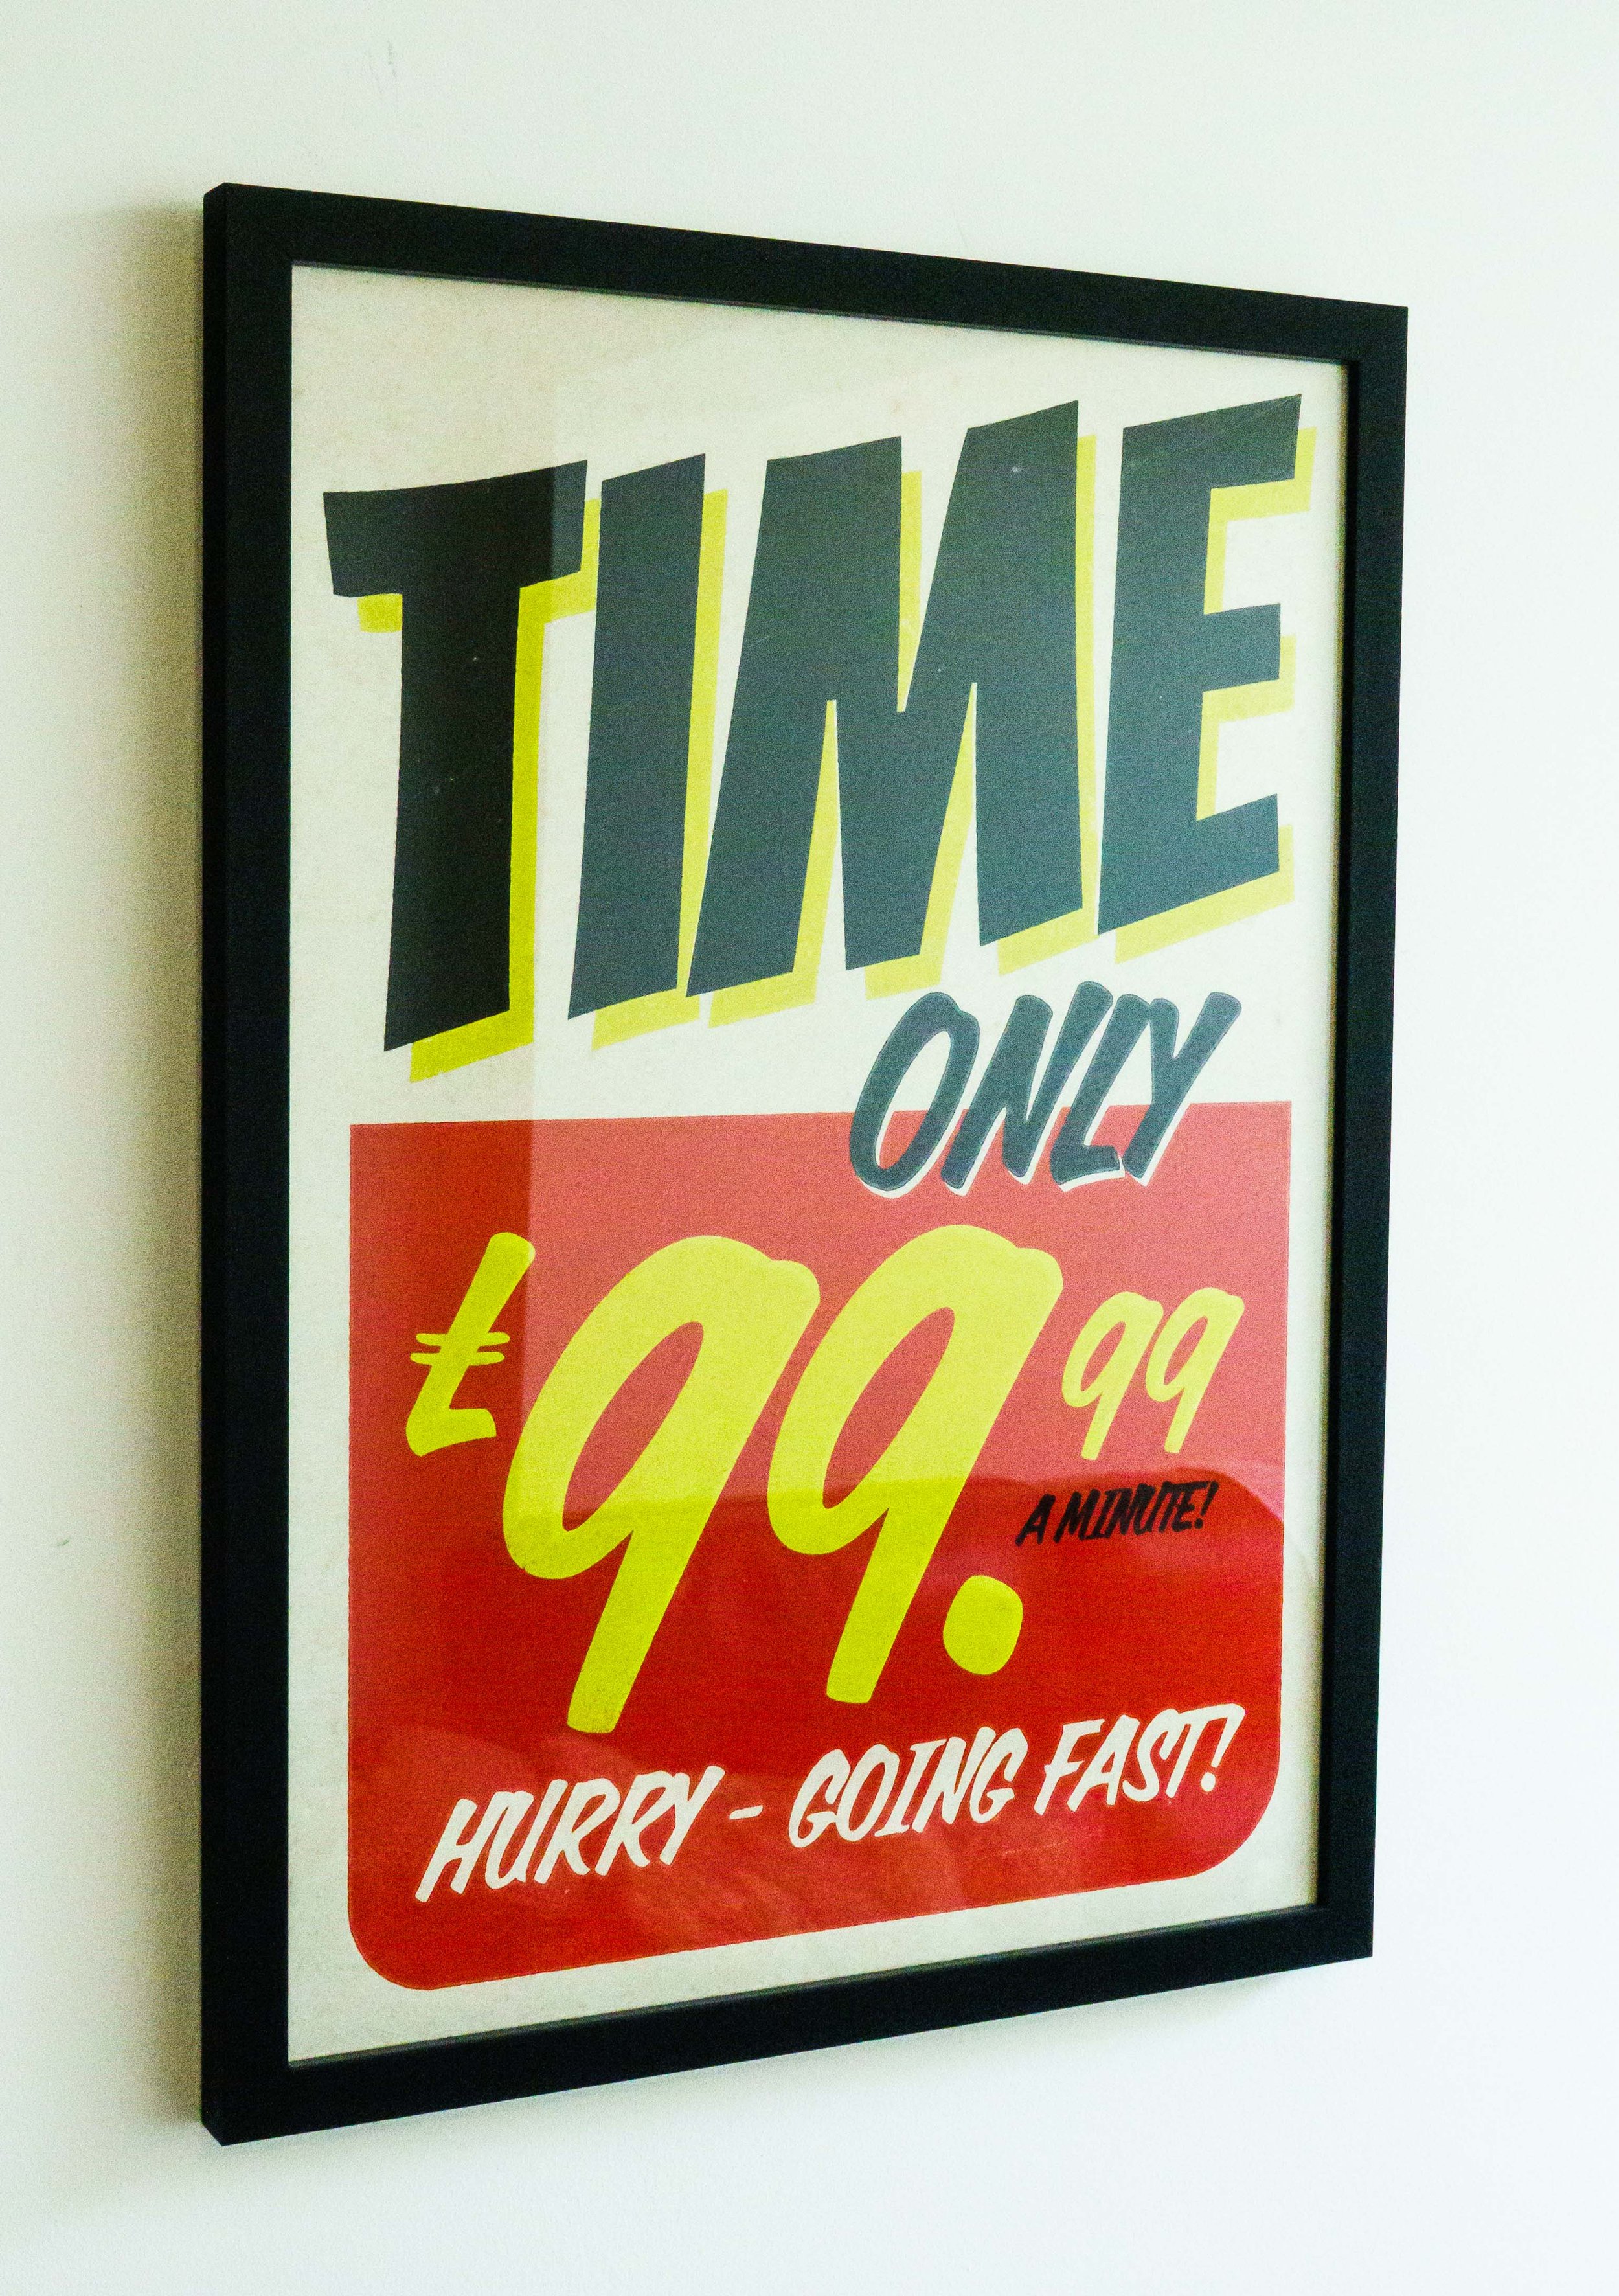 TIME
ONLY
£99.99
A MINUTE!
HURRY - GOING FAST!